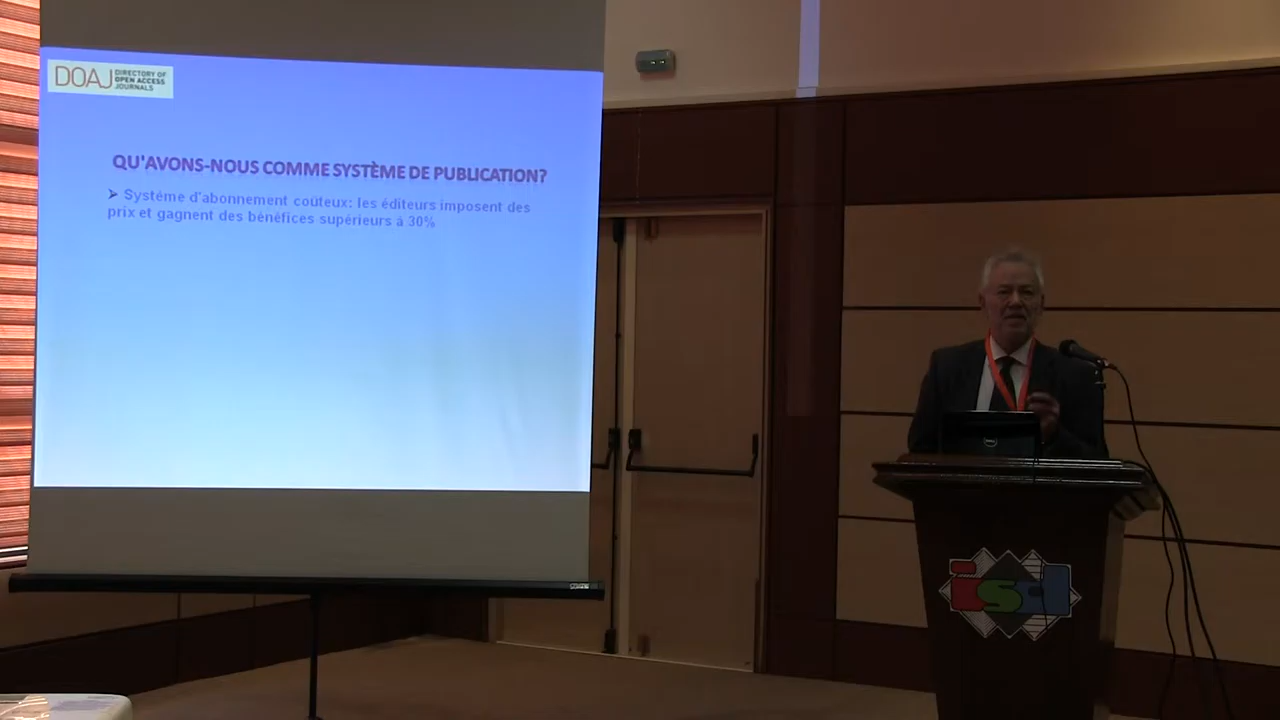 DOAJ DIRECTORY OF
OPEN ACCESS
JOURNALS
QU'AVONS-NOUS COMME SYSTÈME DE PUBLICATION?
➢ Système d'abonnement coûteux: les éditeurs imposent des
prix et gagnent des bénéfices supérieurs à 30%
DELL